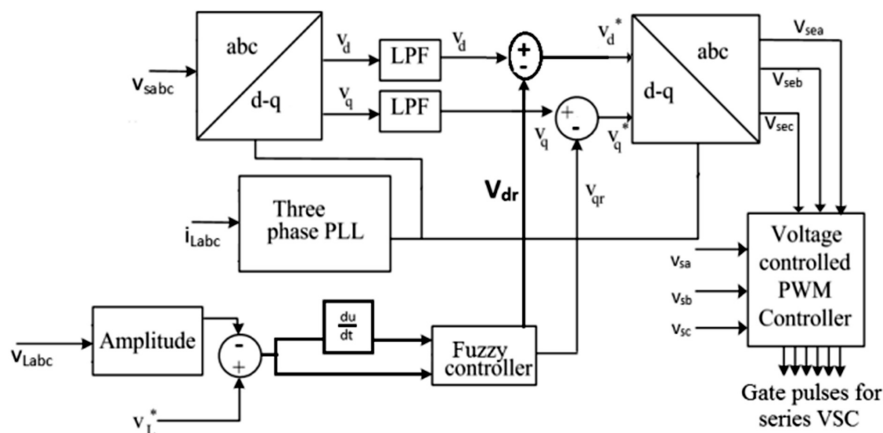 abc
d-q
v_sabc
v_d
LPF
v_d
v_q
LPF
v_q
+
-
v_d*
+
-
v_q*
abc
d-q
v_sea
v_seb
v_sec
V_dr
v_qr
Three
phase PLL
i_Labc
v_sa
v_sb
v_sc
Voltage
controlled
PWM
Controller
Gate pulses for
series VSC
v_Labc
Amplitude
-
+
v_L*
du
dt
Fuzzy
controller